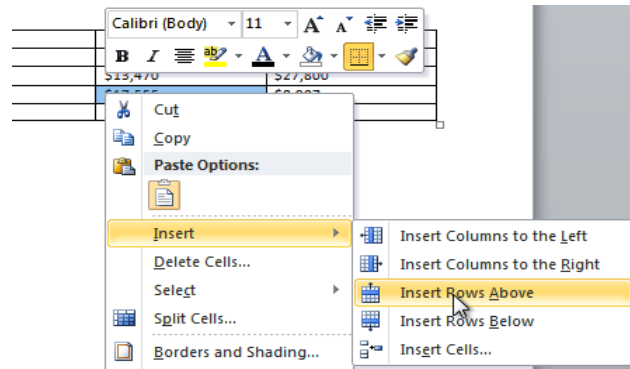 Calibri (Body) 11 A A
B I ab A
$13,470 $27,800
Cut
Copy
Paste Options:
Insert
Insert Columns to the Left
Delete Cells...
Insert Columns to the Right
Select
Insert Rows Above
Split Cells...
Insert Rows Below
Borders and Shading...
Insert Cells...